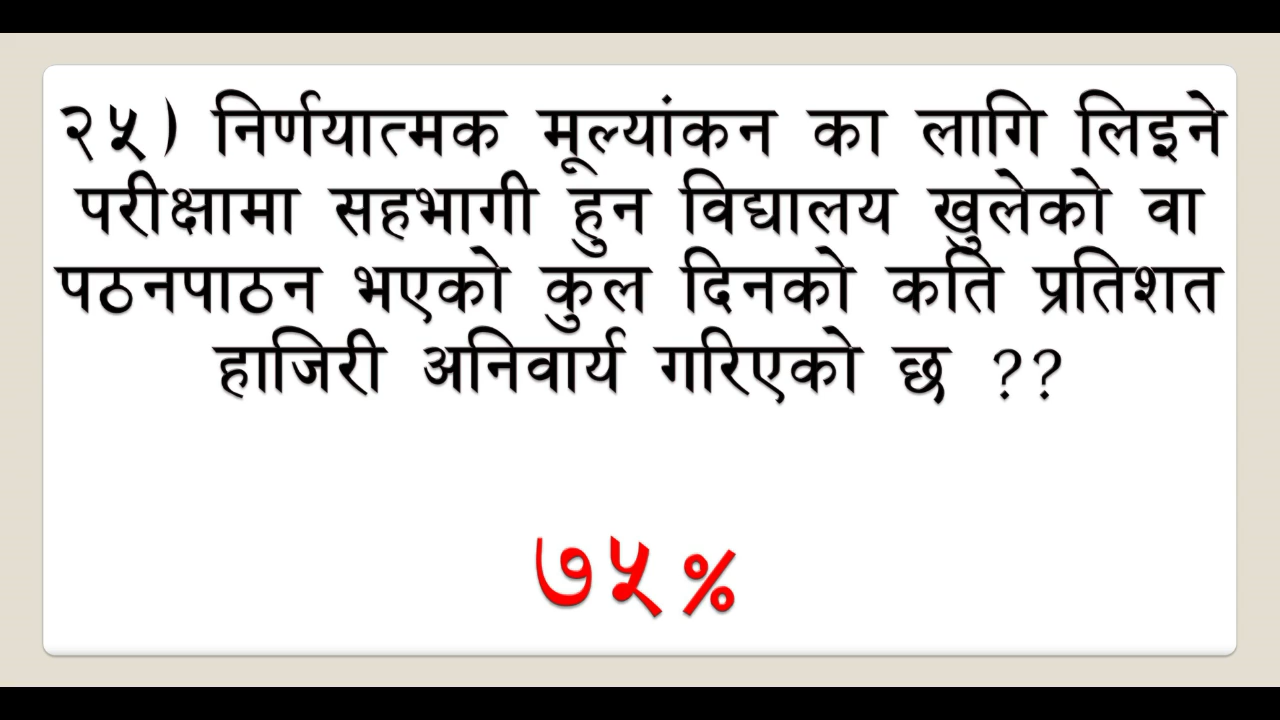 २५) निर्णयात्मक मूल्यांकन का लागि लिइने
परीक्षामा सहभागी हुन विद्यालय खुलेको वा
पठनपाठन भएको कुल दिनको कति प्रतिशत
हाजिरी अनिवार्य गरिएको छ ??
७५%